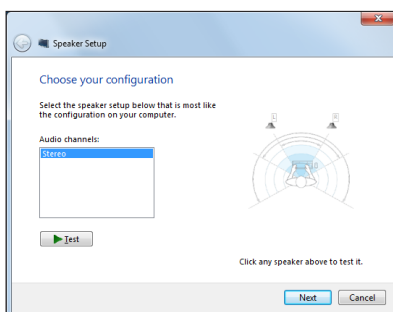 Speaker Setup
Choose your configuration
Select the speaker setup below that is most like
the configuration on your computer.
Audio channels:
Stereo
L
R
Test
Click any speaker above to test it.
Next
Cancel